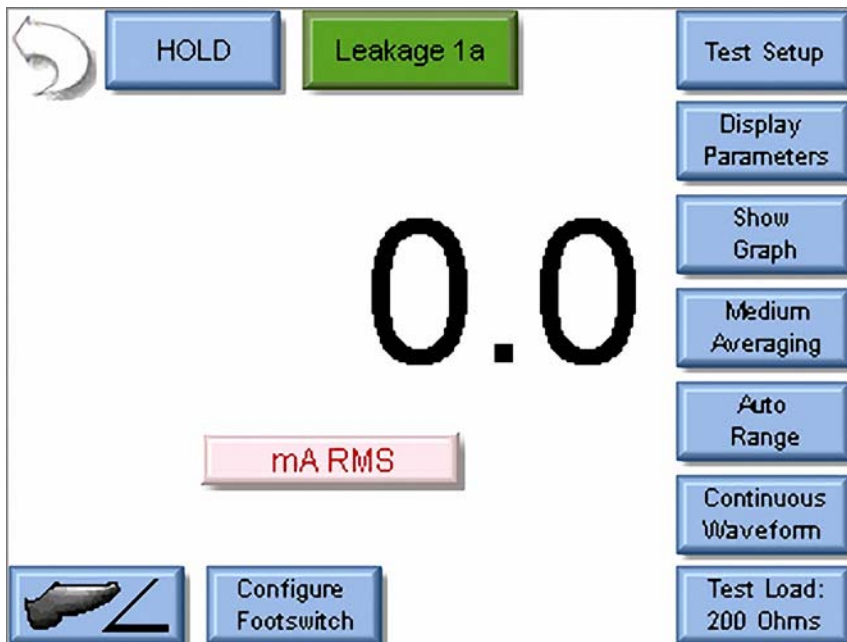 HOLD
Leakage 1a
Test Setup
Display
Parameters
Show
Graph
0.0
Medium
Averaging
Auto
Range
mA RMS
Continuous
Waveform
Configure
Footswitch
Test Load:
200 Ohms